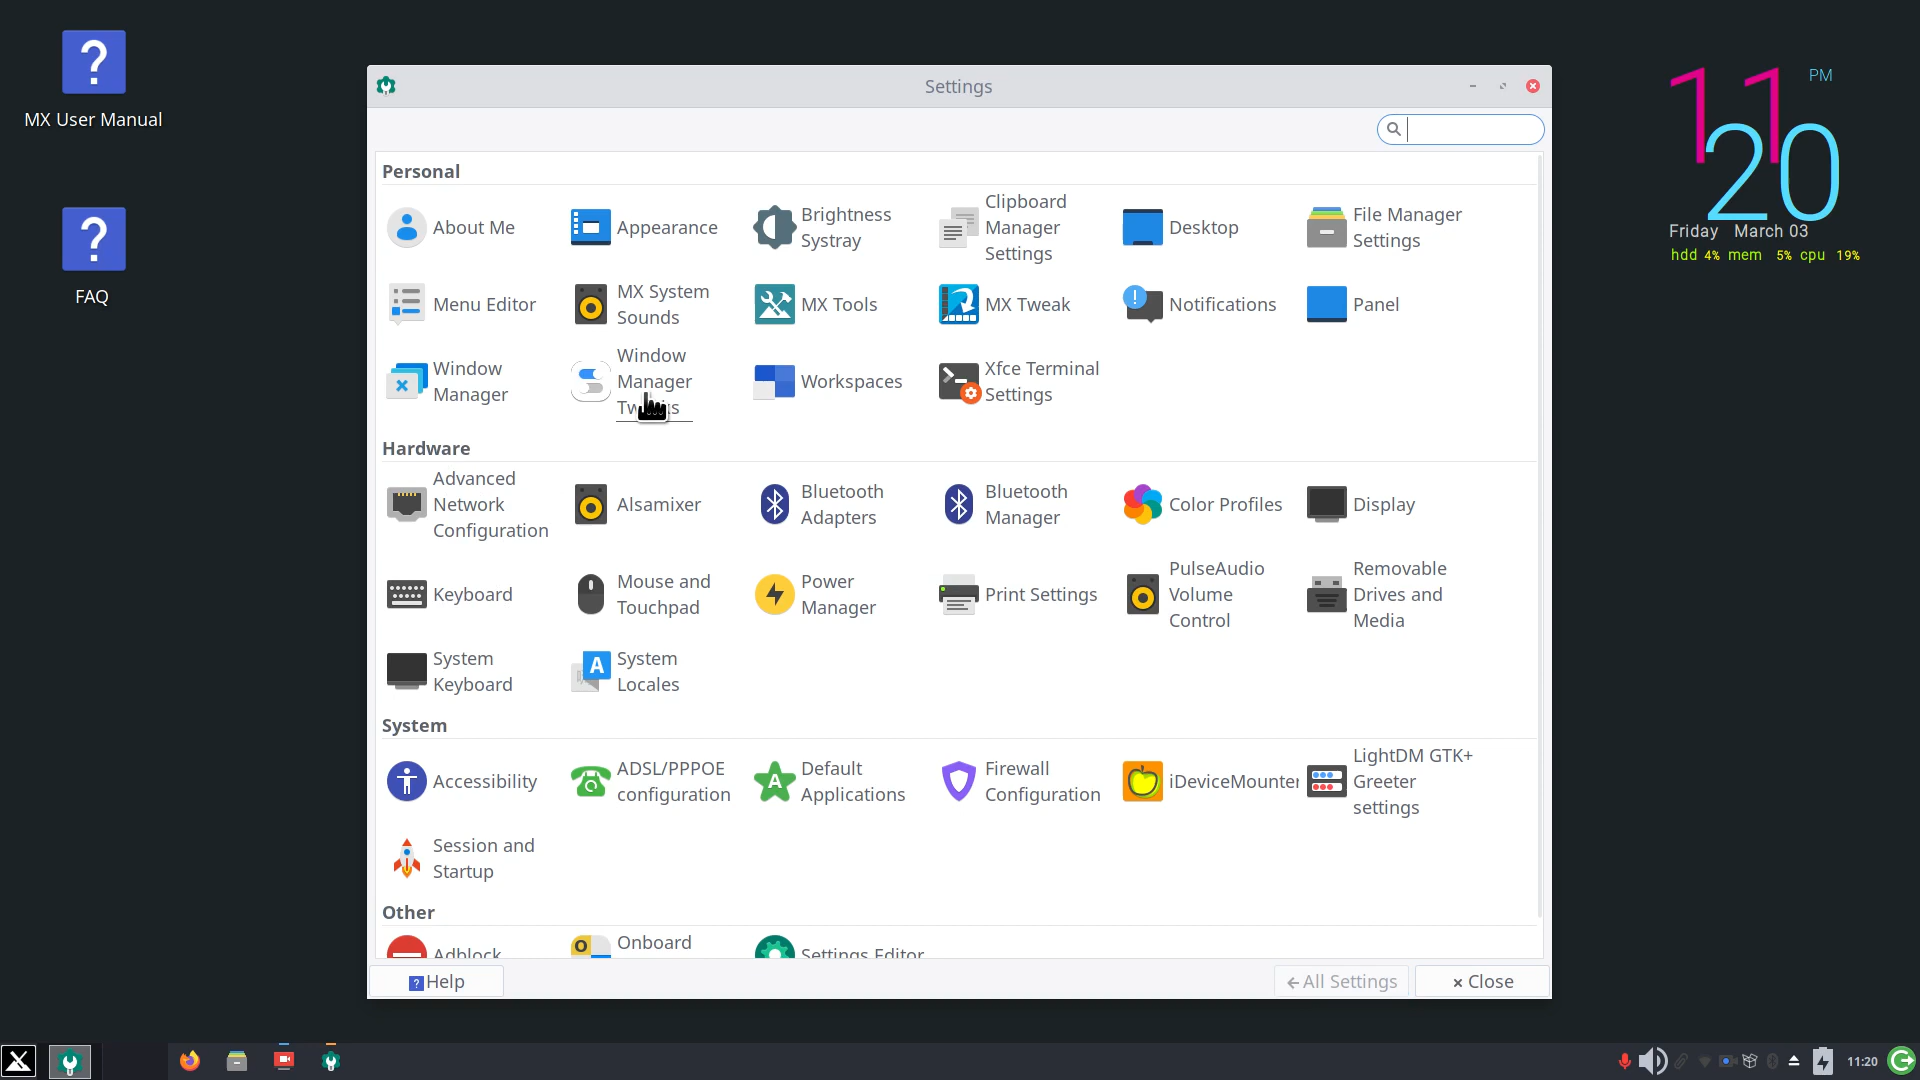 MX User Manual
FAQ
Settings
Personal
About Me
Appearance
Brightness
Systray
Clipboard
Manager
Settings
Desktop
File Manager
Settings
Menu Editor
MX System
Sounds
MX Tools
MX Tweak
Notifications
Panel
Window
Manager
Window
Manager
Workspaces
Xfce Terminal
Settings
Hardware
Advanced
Network
Configuration
Alsamixer
Bluetooth
Adapters
Bluetooth
Manager
Color Profiles
Display
Keyboard
Mouse and
Touchpad
Power
Manager
Print Settings
PulseAudio
Volume
Control
Removable
Drives and
Media
System
Keyboard
System
Locales
System
Accessibility
ADSL/PPPOE
configuration
Default
Applications
Firewall
Configuration
iDeviceMounter
LightDM GTK+
Greeter
settings
Session and
Startup
Other
Adblock
Onboard
Settings Editor
Help
All Settings
Close
11 PM
20
Friday March 03
hdd 4% mem 5% cpu 19%
11:20